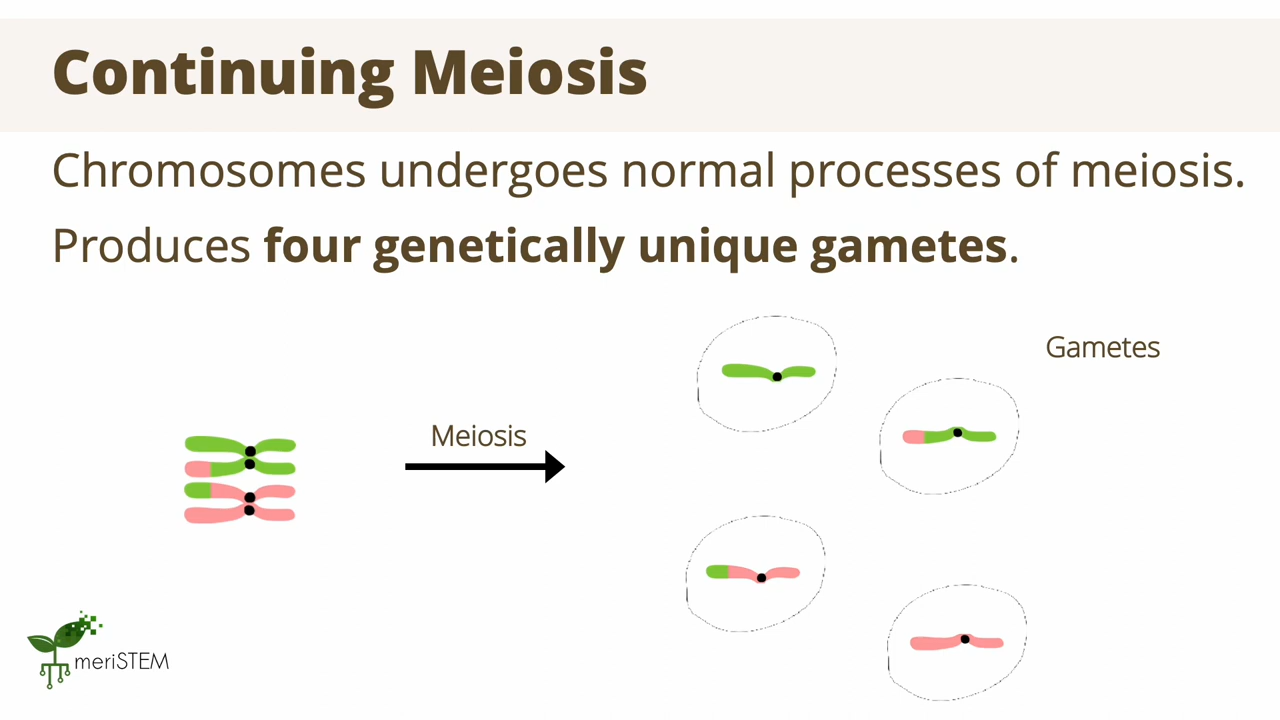 Continuing Meiosis
Chromosomes undergoes normal processes of meiosis.
Produces four genetically unique gametes.
Gametes
Meiosis
meriSTEM